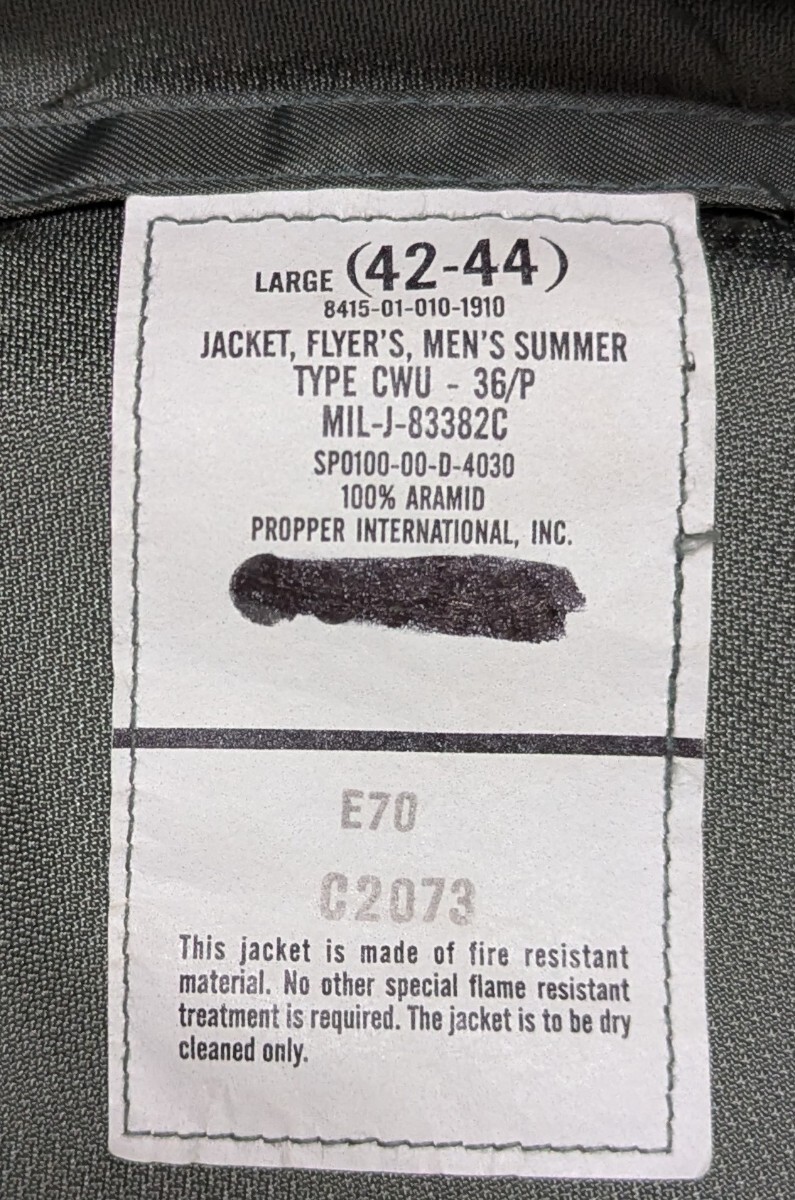 LARGE (42-44)
8415-01-010-1910
JACKET, FLYER'S, MEN'S SUMMER
TYPE CWU - 36/P
MIL-J-83382C
SP0100-00-D-4030
100% ARAMID
PROPPER INTERNATIONAL, INC.
E70
C2073
This jacket is made of fire resistant
material. No other special flame resistant
treatment is required. The jacket is to be dry
cleaned only.